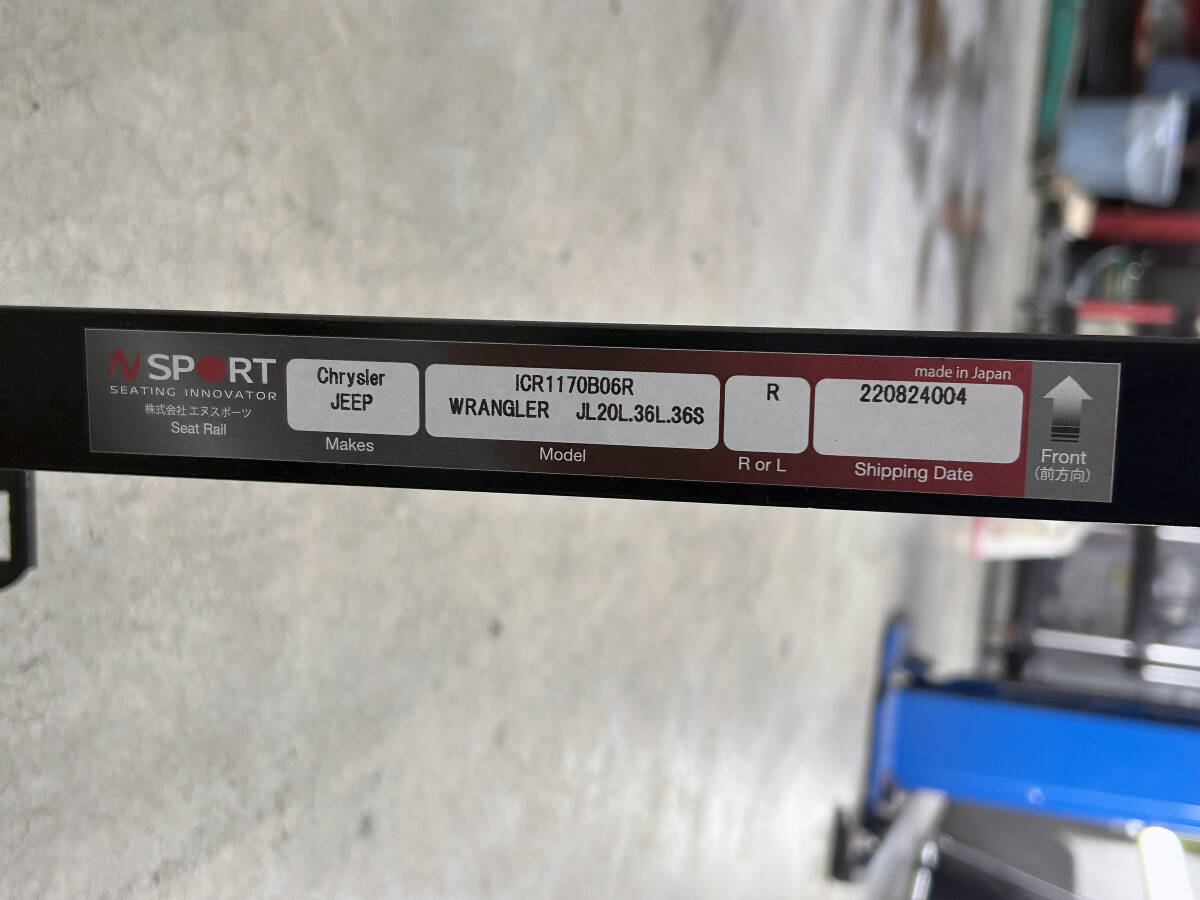 N SPORT
SEATING INNOVATOR
株式会社 エヌスポーツ
Seat Rail
Chrysler
JEEP
Makes
ICR1170B06R
WRANGLER JL20L.36L.36S
Model
R
R or L
made in Japan
220824004
Shipping Date
Front
(前方向)